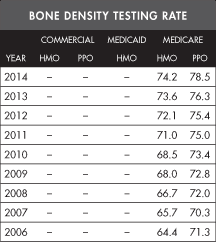 BONE DENSITY TESTING RATE
COMMERCIAL MEDICAID MEDICARE
YEAR HMO PPO HMO HMO PPO
2014 – – – 74.2 78.5
2013 – – – 73.6 76.3
2012 – – – 72.1 75.4
2011 – – – 71.0 75.0
2010 – – – 68.5 73.4
2009 – – – 68.0 72.8
2008 – – – 66.7 72.0
2007 – – – 65.7 70.3
2006 – – – 64.4 71.3